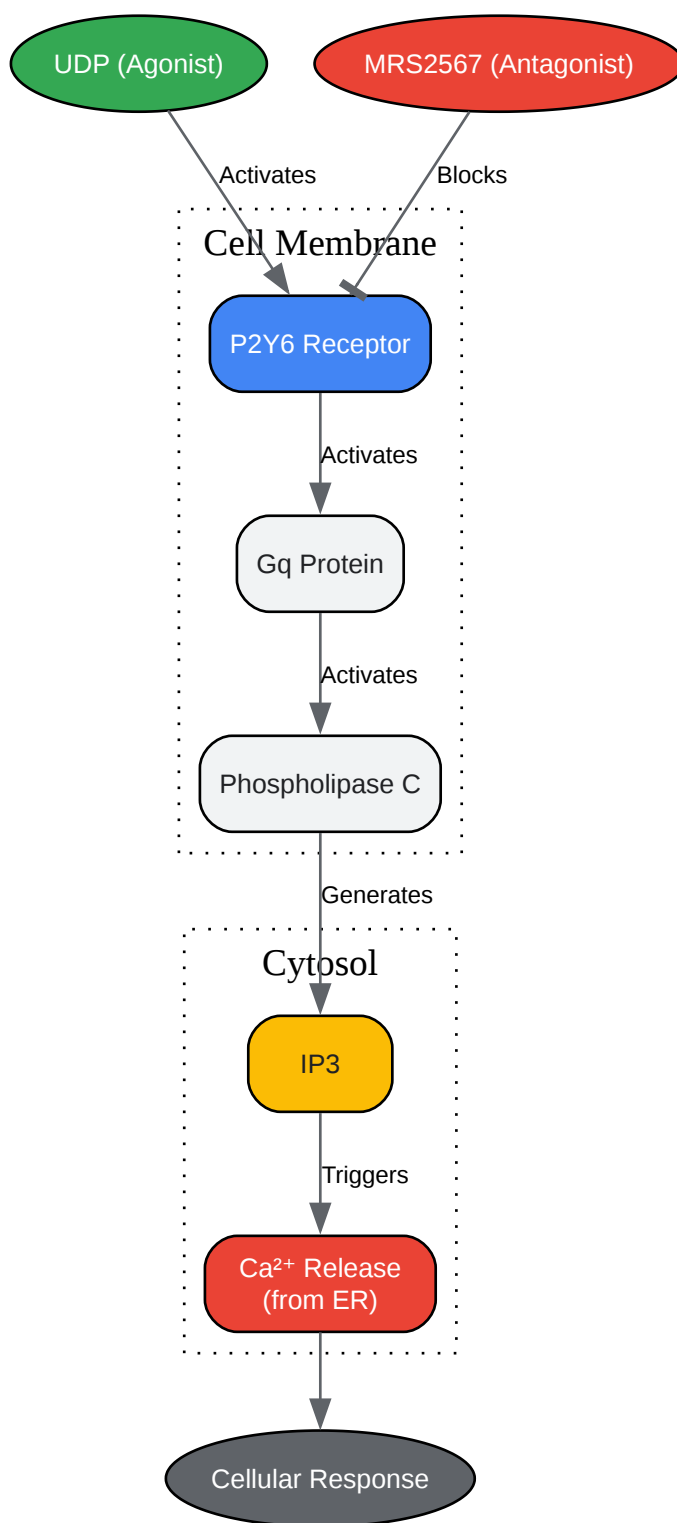 UDP (Agonist)
MRS2567 (Antagonist)
Activates
Blocks
Cell Membrane
P2Y6 Receptor
Activates
Gq Protein
Activates
Phospholipase C
Generates
Cytosol
IP3
Triggers
Ca²⁺ Release
(from ER)
Cellular Response